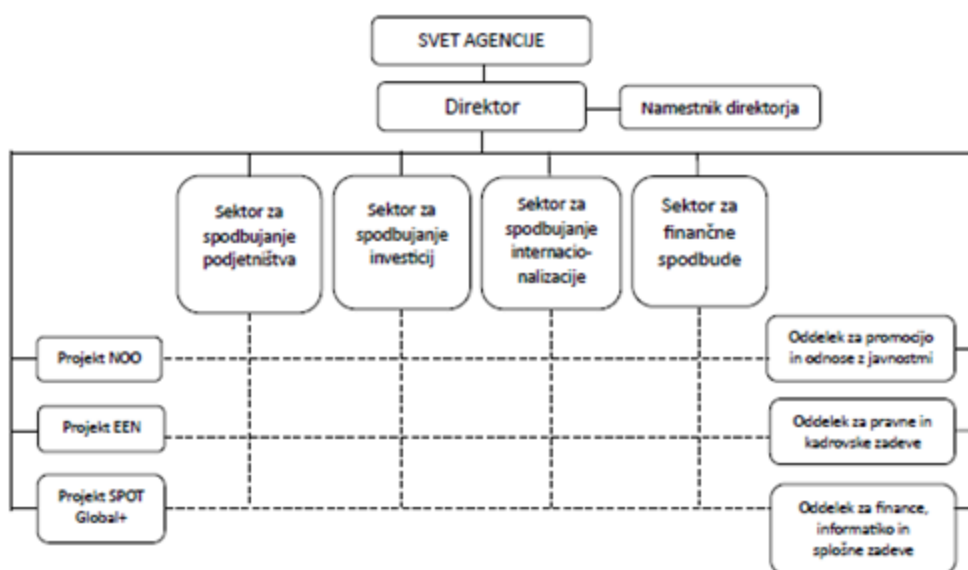 SVET AGENCIJE
Direktor
Namestnik direktorja
Sektor za
spodbujanje
podjetništva
Sektor za
spodbujanje
investicij
Sektor za
spodbujanje
internacio-
nalizacije
Sektor za
finančne
spodbude
Projekt NOO
Oddelek za promocijo
in odnose z javnostmi
Projekt EEN
Oddelek za pravne in
kadrovske zadeve
Projekt SPOT
Global+
Oddelek za finance,
informatiko in
splošne zadeve